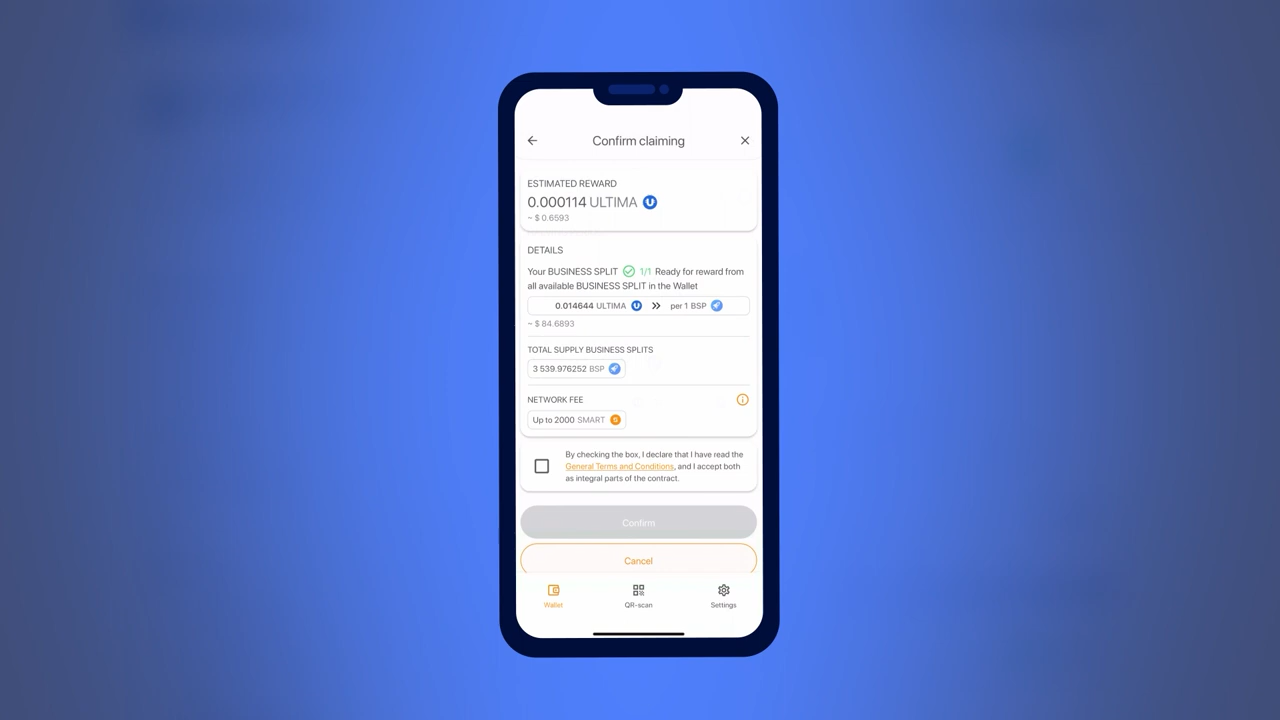 Confirm claiming
ESTIMATED REWARD
0.000114 ULTIMA
~ $ 0.6593
DETAILS
Your BUSINESS SPLIT 1/1 Ready for reward from
all available BUSINESS SPLIT in the Wallet
0.014644 ULTIMA per 1 BSP
~ $ 84.6893
TOTAL SUPPLY BUSINESS SPLITS
3 539.976252 BSP
NETWORK FEE
Up to 2000 SMART
By checking the box, I declare that I have read the
General Terms and Conditions, and I accept both
as integral parts of the contract.
Confirm
Cancel
Wallet QR-scan Settings